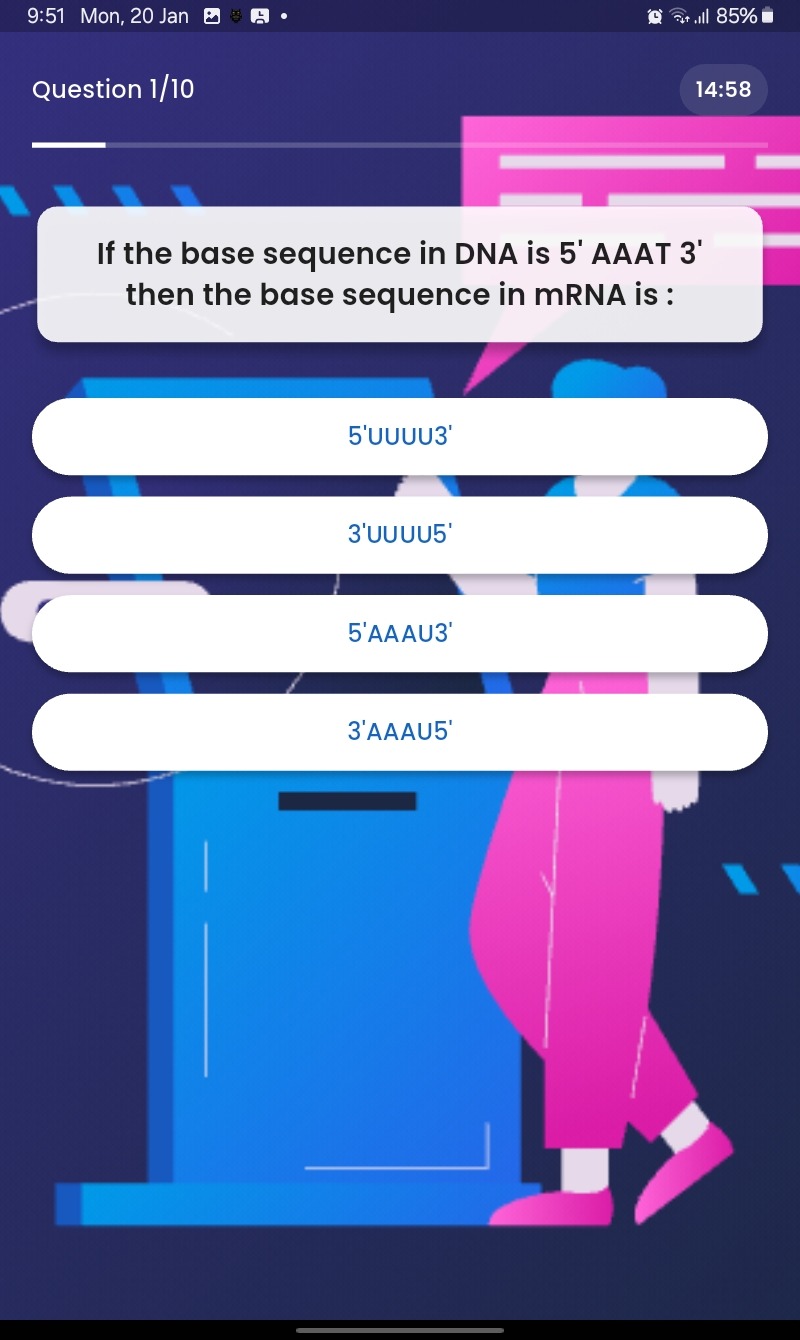 9:51 Mon, 20 Jan 85%
Question 1/10
14:58
If the base sequence in DNA is 5' AAAT 3'
then the base sequence in mRNA is :
5'UUUU3'
3'UUUU5'
5'AAAU3'
3'AAAU5'